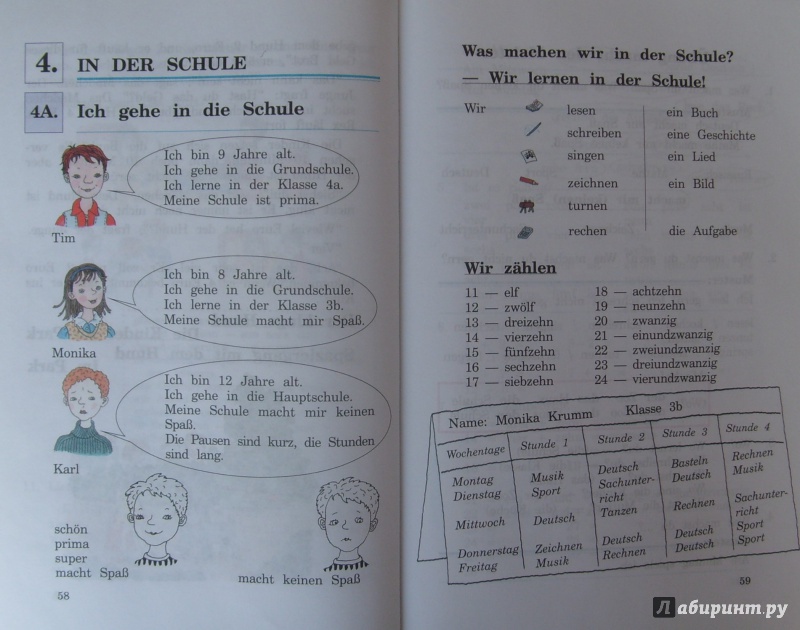 4. IN DER SCHULE
4A. Ich gehe in die Schule
Ich bin 9 Jahre alt.
Ich gehe in die Grundschule.
Ich lerne in der Klasse 4a.
Meine Schule ist prima.
Tim
Ich bin 8 Jahre alt.
Ich gehe in die Grundschule.
Ich lerne in der Klasse 3b.
Meine Schule macht mir Spaß.
Monika
Ich bin 12 Jahre alt.
Ich gehe in die Hauptschule.
Meine Schule macht mir keinen
Spaß.
Die Pausen sind kurz, die Stunden
sind lang.
Karl
schön
prima
super
macht Spaß
macht keinen Spaß
58
Was machen wir in der Schule?
— Wir lernen in der Schule!
Wir lesen ein Buch
schreiben eine Geschichte
singen ein Lied
zeichnen ein Bild
turnen
rechen die Aufgabe
Wir zählen
11 — elf
12 — zwölf
13 — dreizehn
14 — vierzehn
15 — fünfzehn
16 — sechzehn
17 — siebzehn
18 — achtzehn
19 — neunzehn
20 — zwanzig
21 — einundzwanzig
22 — zweiundzwanzig
23 — dreiundzwanzig
24 — vierundzwanzig
Name: Monika Krumm Klasse 3b
Wochentage Stunde 1 Stunde 2 Stunde 3 Stunde 4
Montag Musik Deutsch Basteln Rechnen
Dienstag Sport Sachunter- Deutsch Musik
richt
Mittwoch Deutsch Tanzen Rechnen Sachunter-
richt
Donnerstag Zeichnen Deutsch Deutsch Sport
Freitag Musik Rechnen Deutsch Sport
59
Лабиринт.ру